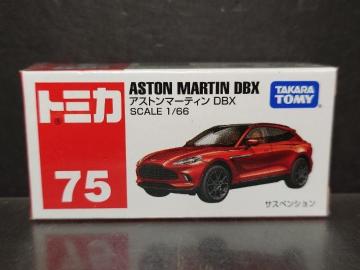 トミカ
75
ASTON MARTIN DBX
アストンマーティン DBX
SCALE 1/66
TAKARA
TOMY
サスペンション